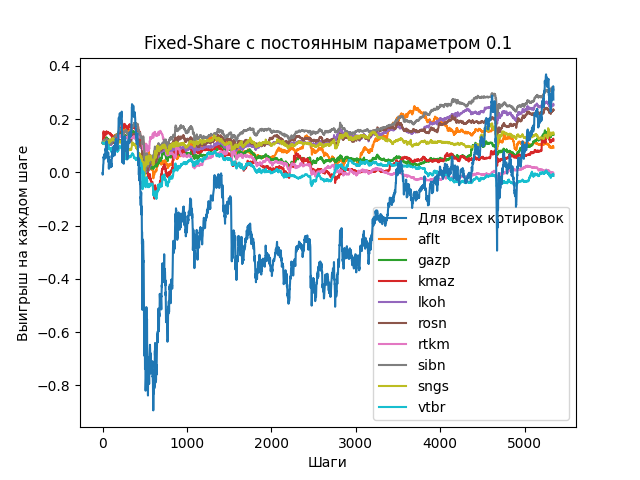 Fixed-Share с постоянным параметром 0.1
Выигрыш на каждом шаге
0.4
0.2
0.0
−0.2
−0.4
−0.6
−0.8
Для всех котировок
aflt
gazp
kmaz
lkoh
rosn
rtkm
sibn
sngs
vtbr
0 1000 2000 3000 4000 5000
Шаги